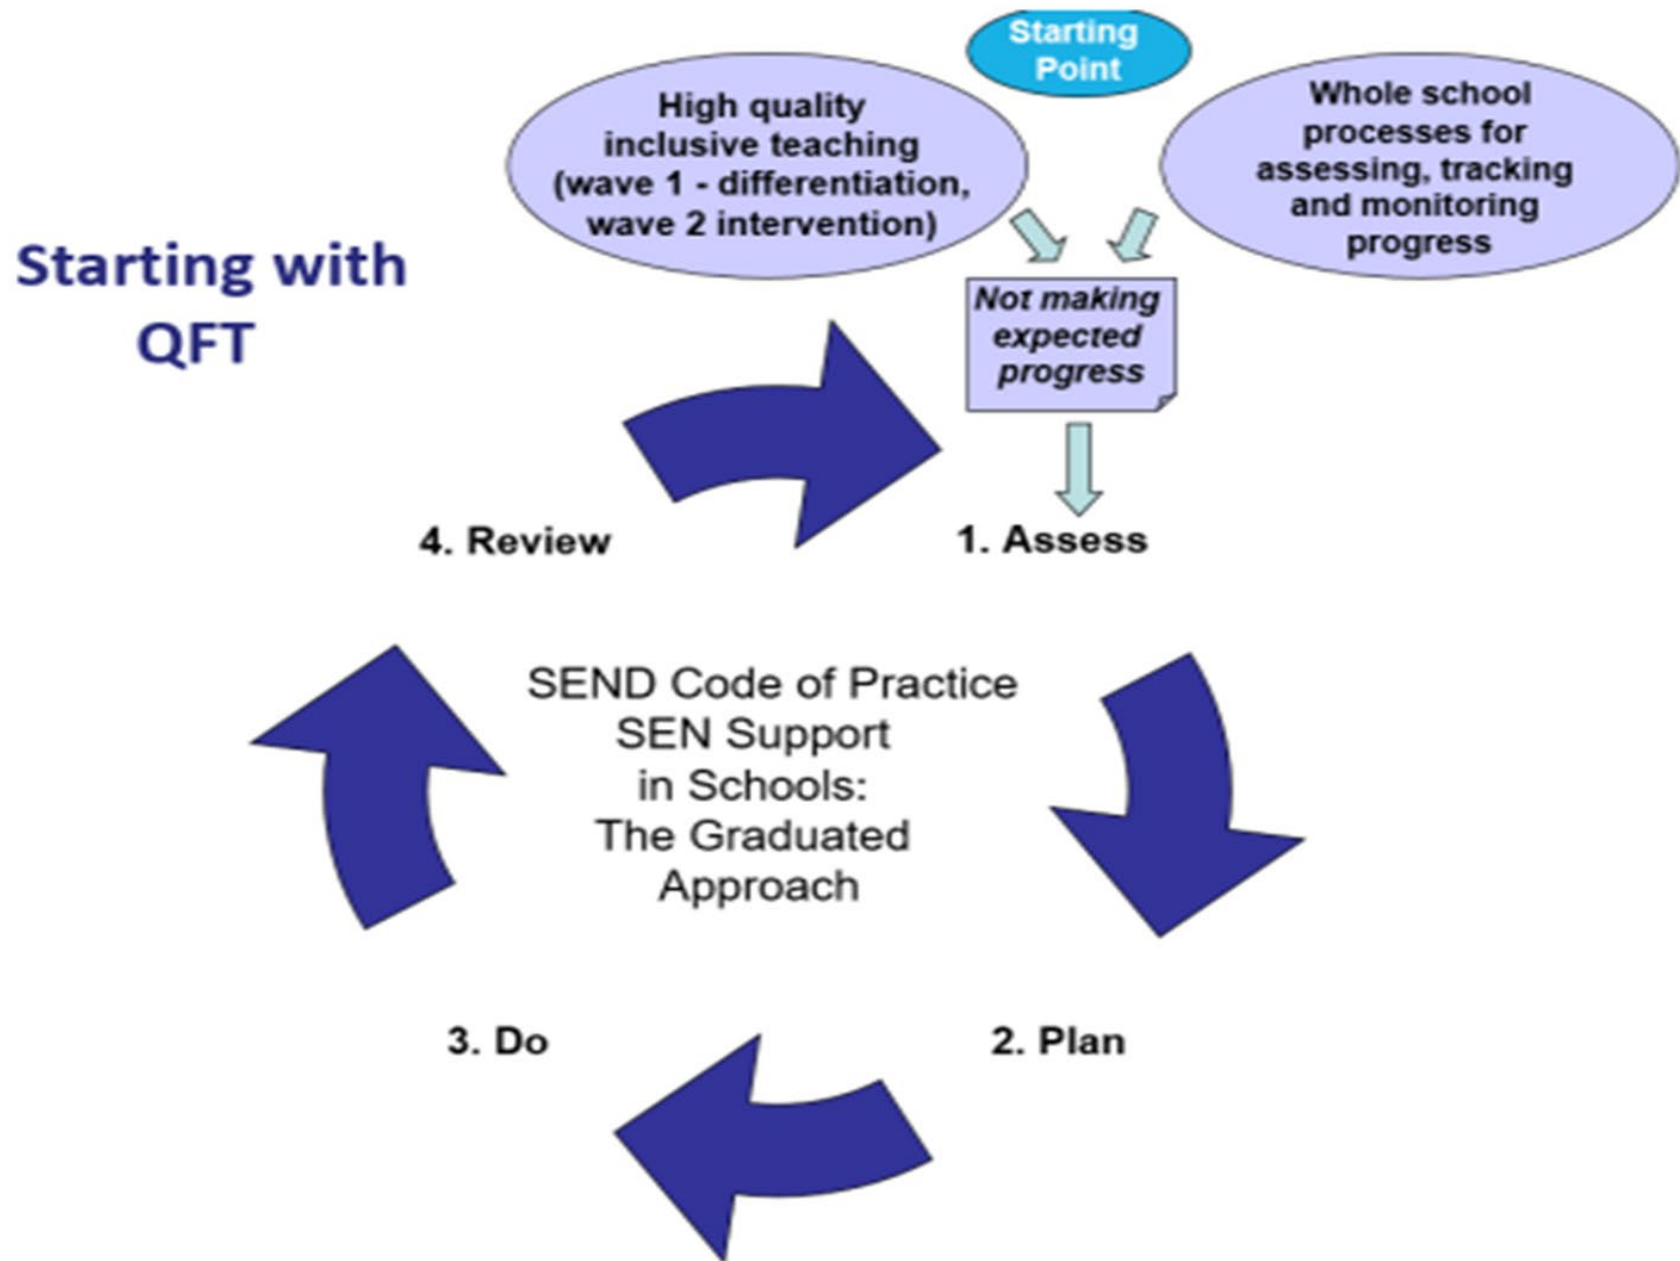 Starting
Point
High quality
inclusive teaching
(wave 1 - differentiation,
wave 2 intervention)
Whole school
processes for
assessing, tracking
and monitoring
progress
Starting with
QFT
Not making
expected
progress
4. Review
1. Assess
SEND Code of Practice
SEN Support
in Schools:
The Graduated
Approach
3. Do
2. Plan